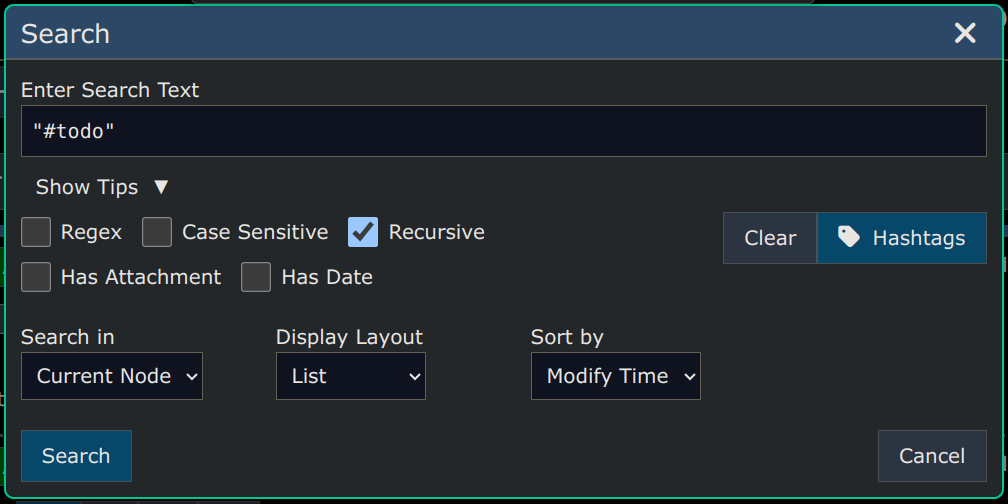 Search
Enter Search Text
"#todo"
Show Tips ▼
Regex Case Sensitive Recursive
Clear Hashtags
Has Attachment Has Date
Search in Display Layout Sort by
Current Node List Modify Time
Search Cancel